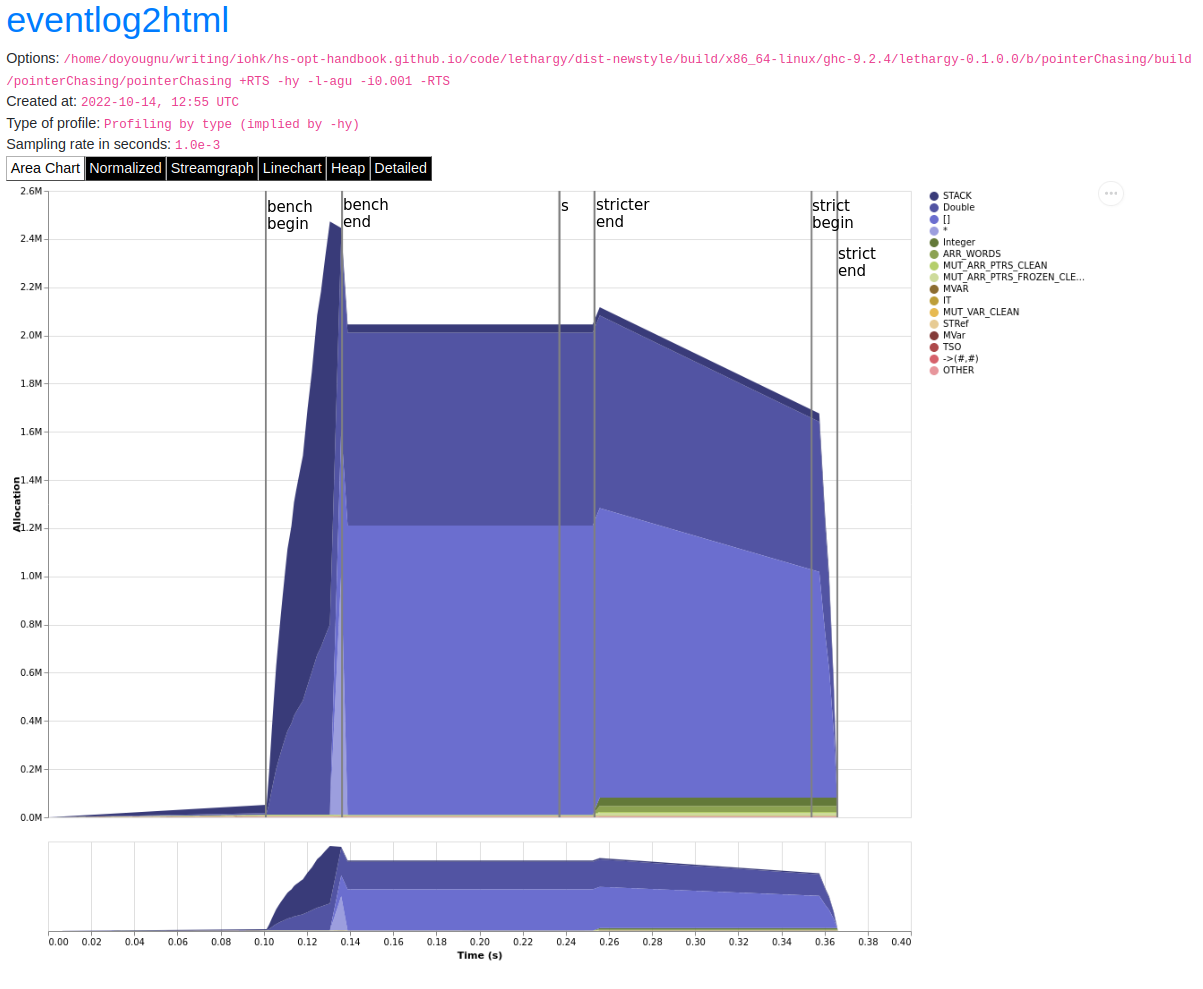 eventlog2html
Options: /home/doyougnu/writing/iohk/hs-opt-handbook.github.io/code/lethargy/dist-newstyle/build/x86_64-linux/ghc-9.2.4/lethargy-0.1.0.0/b/pointerChasing/build
/pointerChasing/pointerChasing +RTS -hy -l-agu -i0.001 -RTS
Created at: 2022-10-14, 12:55 UTC
Type of profile: Profiling by type (implied by -hy)
Sampling rate in seconds: 1.0e-3
Area Chart Normalized Streamgraph Linechart Heap Detailed
2.6M
2.4M
2.2M
2.0M
1.8M
1.6M
1.4M
1.2M
1.0M
0.8M
0.6M
0.4M
0.2M
0.0M
Allocation
bench
begin
bench
end
s
stricter
end
strict
begin
strict
end
STACK
Double
[]
*
Integer
ARR_WORDS
MUT_ARR_PTRS_CLEAN
MUT_ARR_PTRS_FROZEN_CLE...
MVAR
IT
MUT_VAR_CLEAN
STRef
MVar
TSO
->(#,#)
OTHER
0.00 0.02 0.04 0.06 0.08 0.10 0.12 0.14 0.16 0.18 0.20 0.22 0.24 0.26 0.28 0.30 0.32 0.34 0.36 0.38 0.40
Time (s)